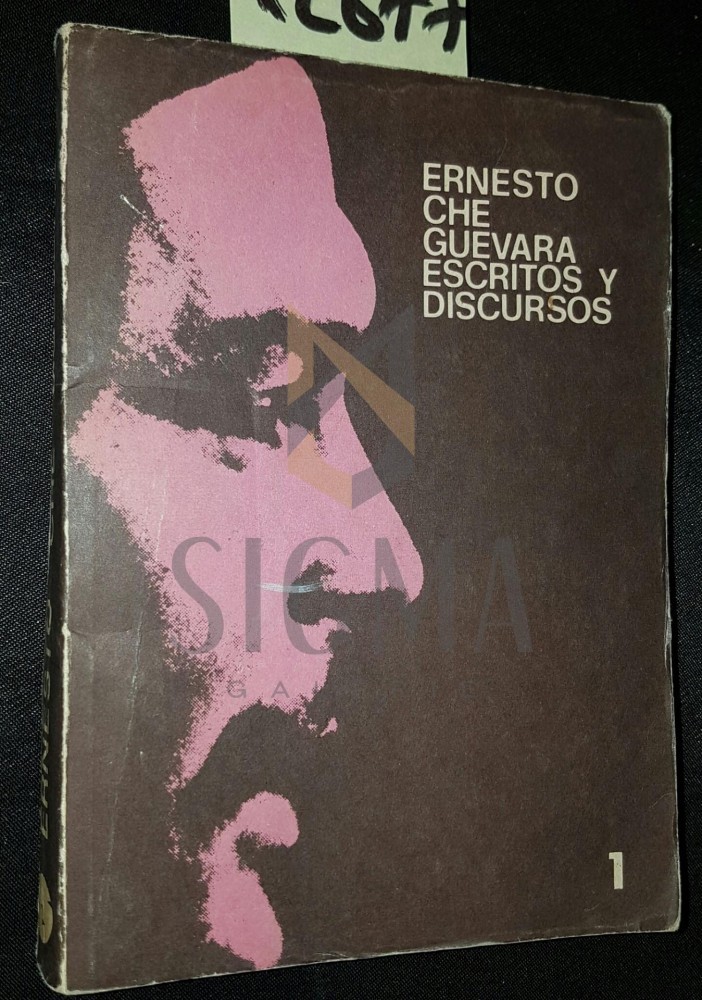 ERNESTO
CHE
GUEVARA
ESCRITOS Y
DISCURSOS
SIGMA
1
ERNESTO